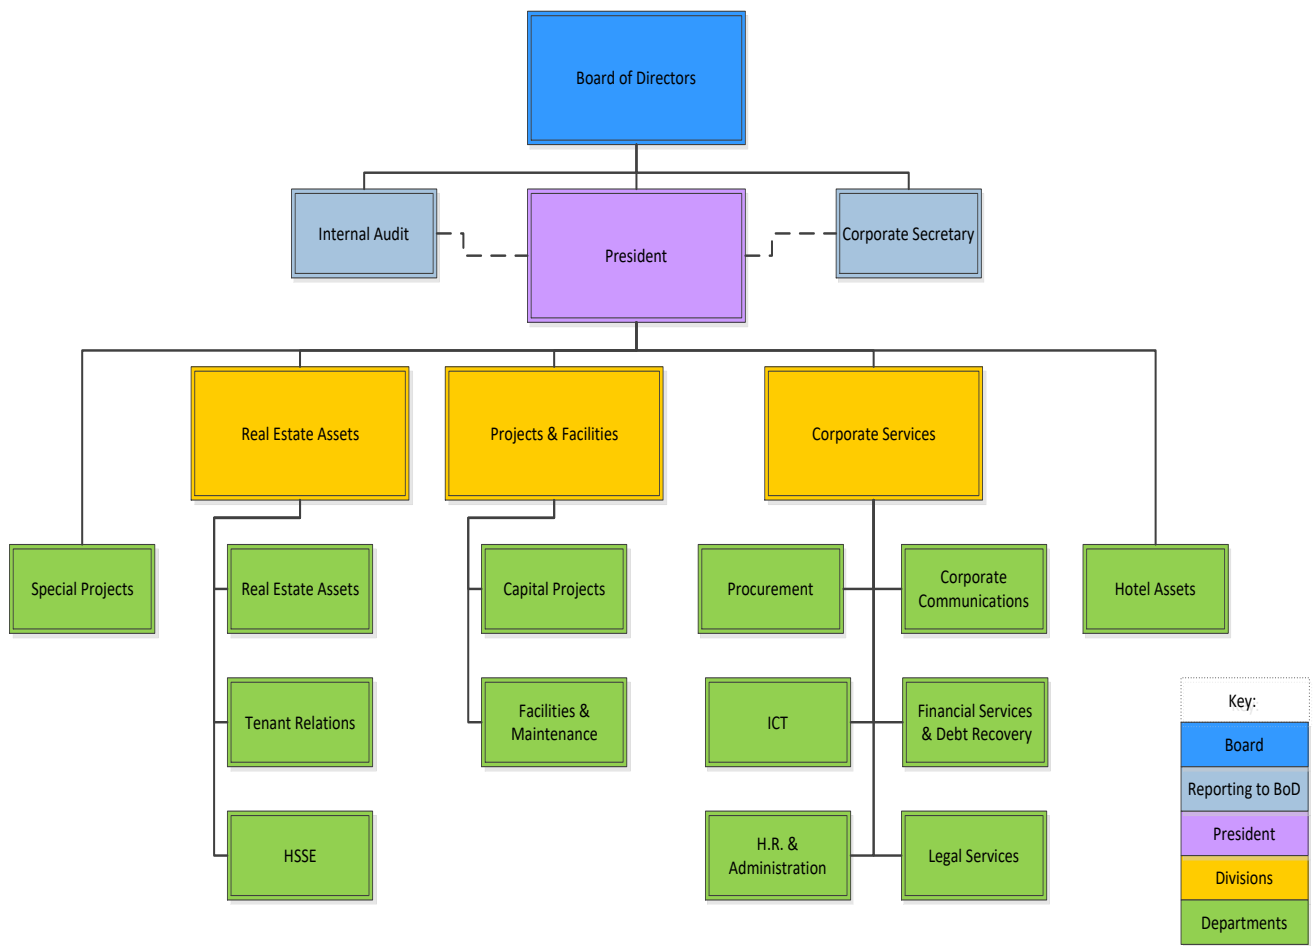 Board of Directors
Internal Audit
President
Corporate Secretary
Real Estate Assets
Projects & Facilities
Corporate Services
Special Projects
Real Estate Assets
Capital Projects
Procurement
Corporate
Communications
Hotel Assets
Tenant Relations
Facilities &
Maintenance
ICT
Financial Services
& Debt Recovery
HSSE
H.R. &
Administration
Legal Services
Key:
Board
Reporting to BoD
President
Divisions
Departments